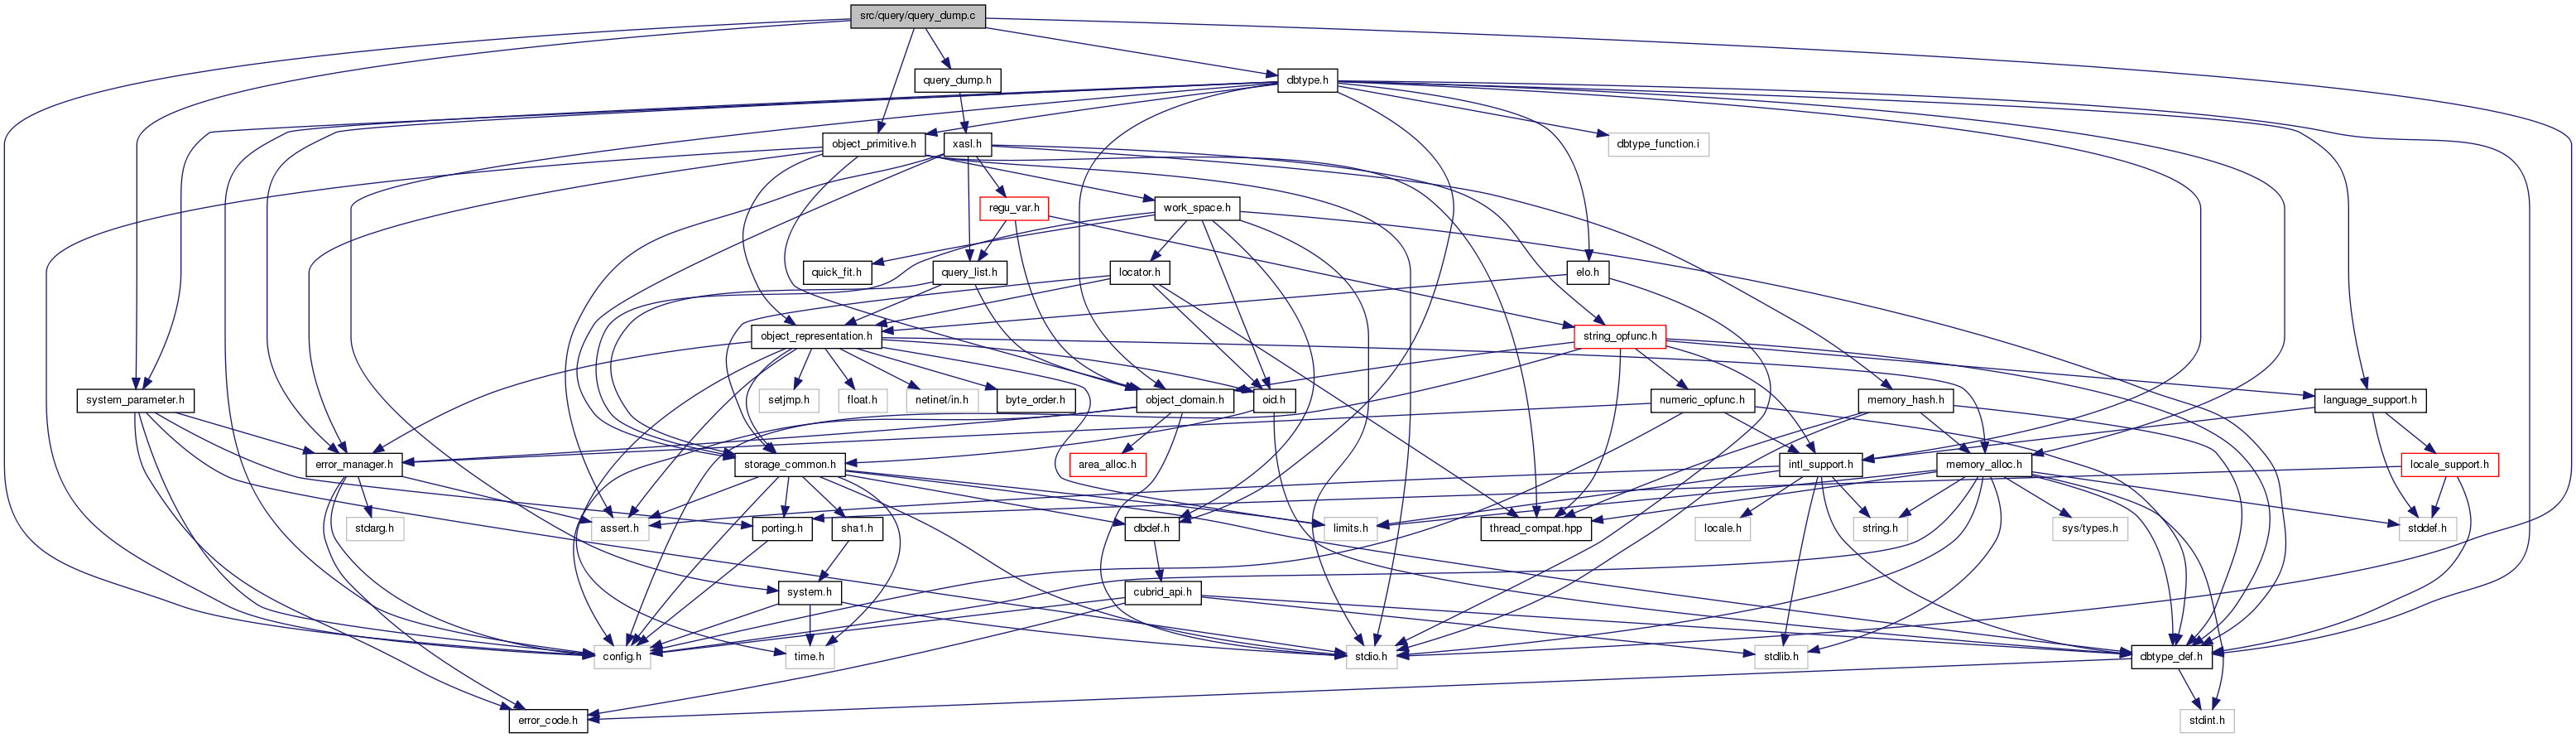 src/query/query_dump.c
query_dump.h
dbtype.h
object_primitive.h
xasl.h
dbtype_function.i
regu_var.h
work_space.h
quick_fit.h
query_list.h
locator.h
elo.h
object_representation.h
string_opfunc.h
system_parameter.h
setjmp.h
float.h
netinet/in.h
byte_order.h
object_domain.h
oid.h
numeric_opfunc.h
memory_hash.h
language_support.h
error_manager.h
storage_common.h
area_alloc.h
intl_support.h
memory_alloc.h
locale_support.h
stdarg.h
assert.h
porting.h
sha1.h
dbdef.h
limits.h
thread_compat.hpp
locale.h
string.h
sys/types.h
stddef.h
system.h
cubrid_api.h
config.h
time.h
stdio.h
stdlib.h
dbtype_def.h
error_code.h
stdint.h